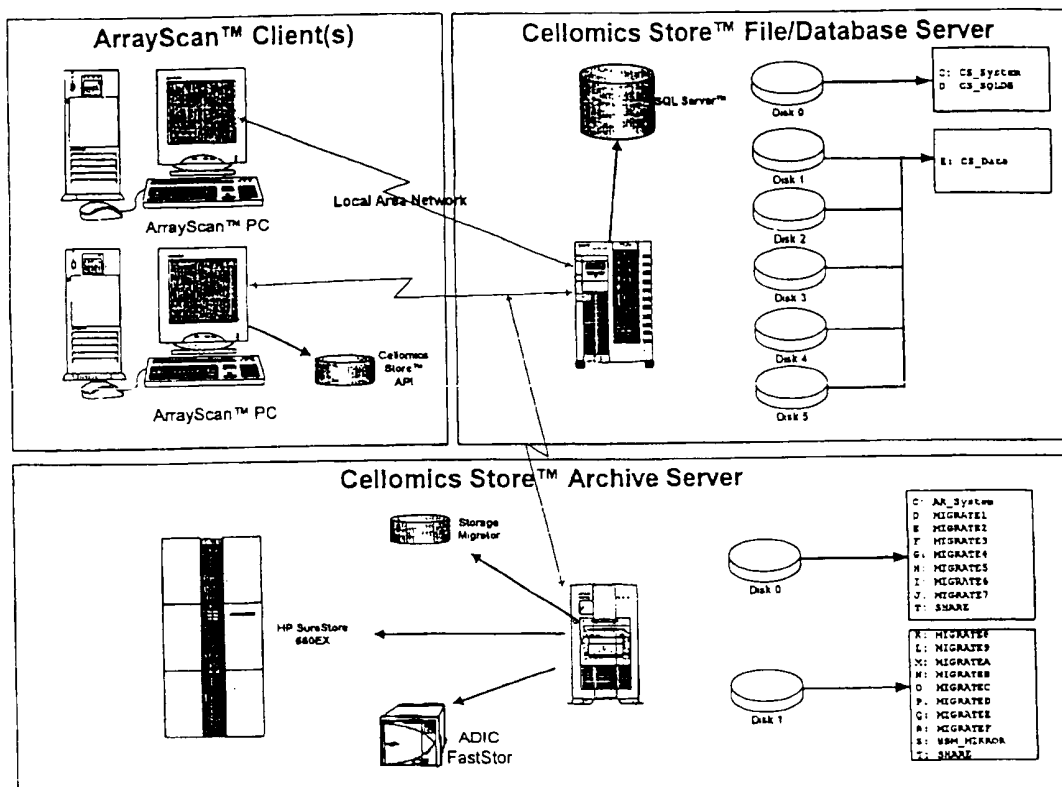 ArrayScan™ Client(s)
ArrayScan™ PC
ArrayScan™ PC
Cellomics
Store™
API
Local Area Network
Cellomics Store™ File/Database Server
SQL Server™
Disk 0
Disk 1
Disk 2
Disk 3
Disk 4
Disk 5
C: CS_System
D CS_SQLDB
E: CS_Data
Cellomics Store™ Archive Server
HP SureStore
660EX
Storage
Migrator
ADIC
FastStor
Disk 0
Disk 1
C: AR_System
D MIGRATE1
E MIGRATE2
F MIGRATE3
G: MIGRATE4
H: MIGRATE5
I: MIGRATE6
J. MIGRATE7
T: SHARE
K: MIGRATE8
L: MIGRATE9
M: MIGRATEA
N: MIGRATEB
O MIGRATEC
P. MIGRATED
Q: MIGRATEE
R: MIGRATEF
S: HSM_MIRROR
T: SHARE